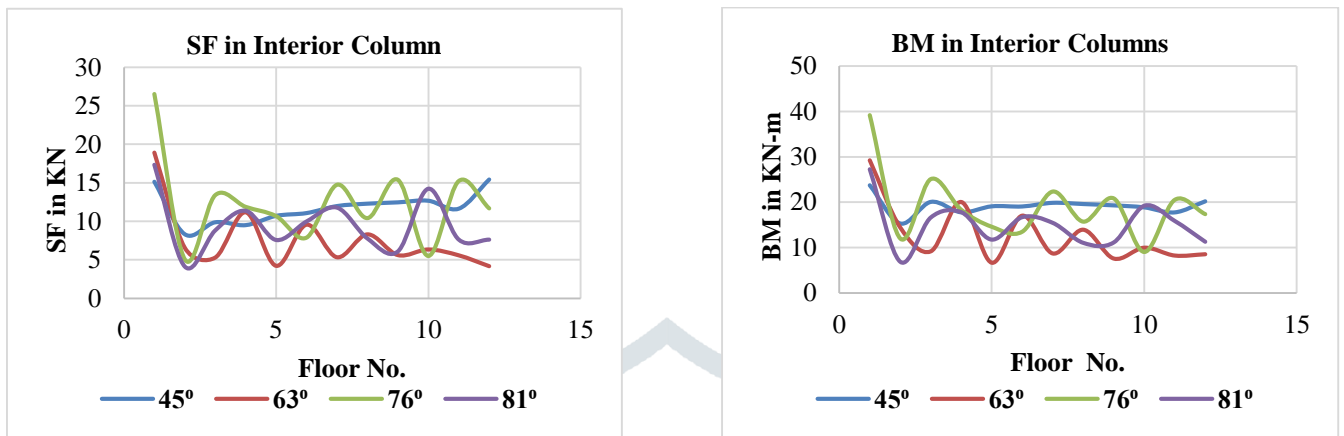 SF in Interior Column
30
25
20
15
10
5
0
SF in KN
0 5 10 15
Floor No.
45º 63º 76º 81º
BM in Interior Columns
50
40
30
20
10
0
BM in KN-m
0 5 10 15
Floor No.
45º 63º 76º 81º